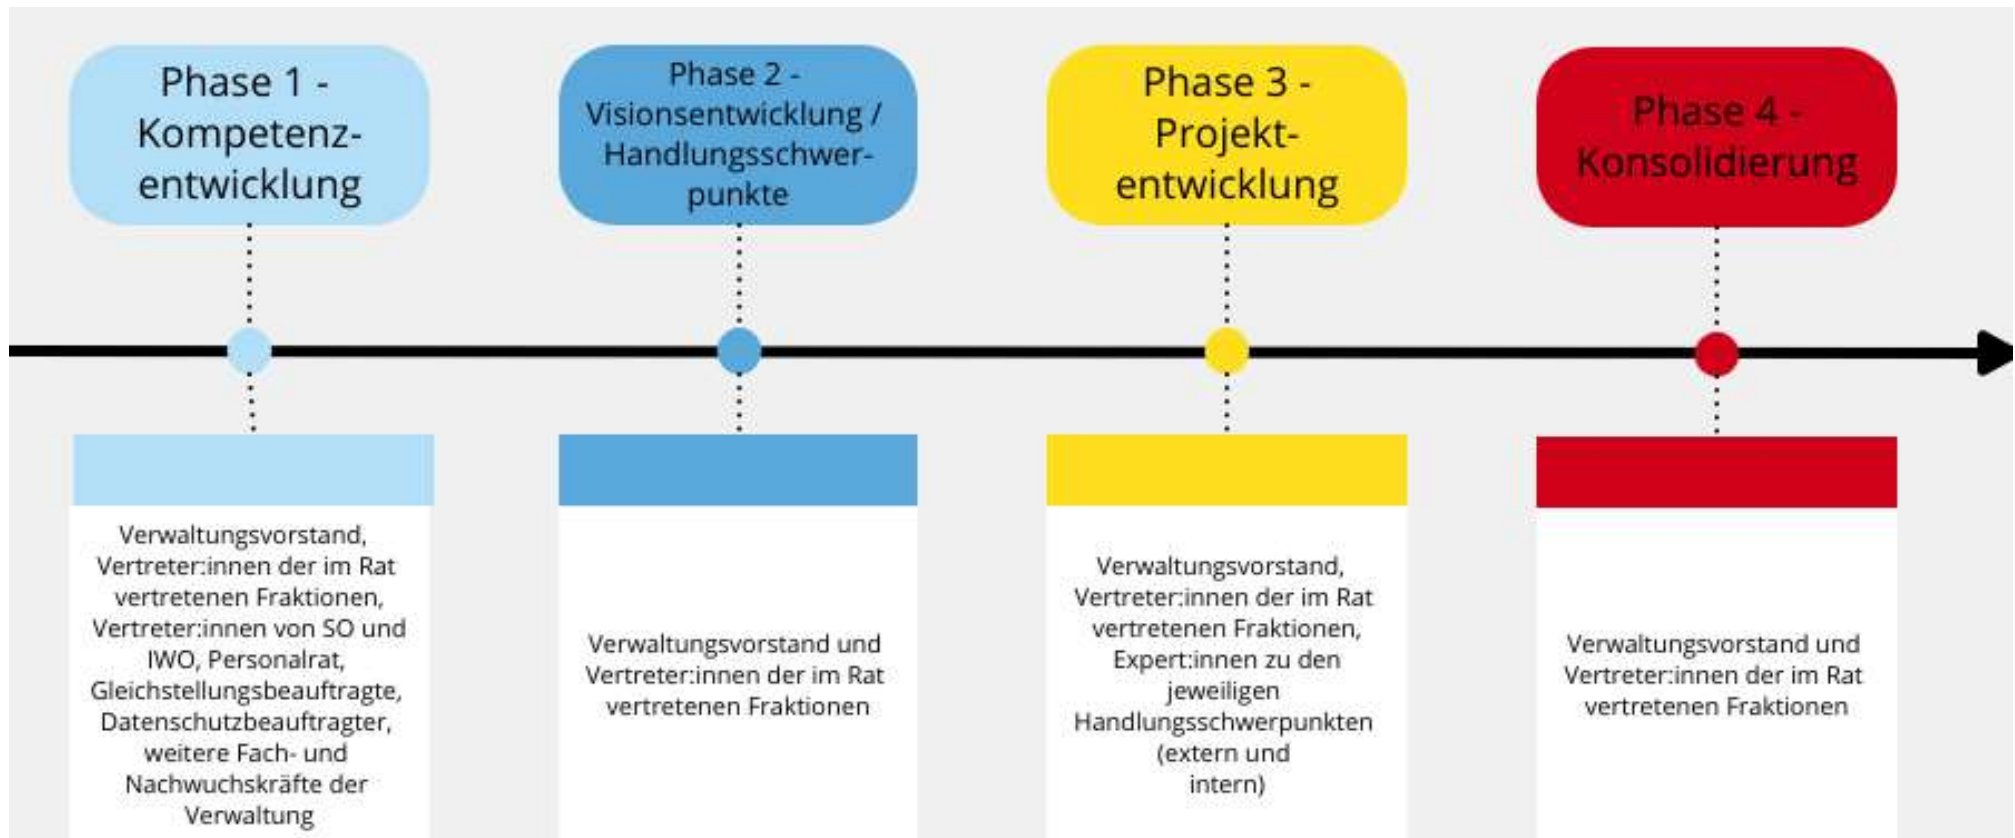 Phase 1 -
Kompetenz-
entwicklung
Phase 2 -
Visionsentwicklung /
Handlungsschwer-
punkte
Phase 3 -
Projekt-
entwicklung
Phase 4 -
Konsolidierung
Verwaltungsvorstand,
Vertreter:innen der im Rat
vertretenen Fraktionen,
Vertreter:innen von SO und
IWO, Personalrat,
Gleichstellungsbeauftragte,
Datenschutzbeauftragter,
weitere Fach- und
Nachwuchskräfte der
Verwaltung
Verwaltungsvorstand und
Vertreter:innen der im Rat
vertretenen Fraktionen
Verwaltungsvorstand,
Vertreter:innen der im Rat
vertretenen Fraktionen,
Expert:innen zu den
jeweiligen
Handlungsschwerpunkten
(extern und
intern)
Verwaltungsvorstand und
Vertreter:innen der im Rat
vertretenen Fraktionen